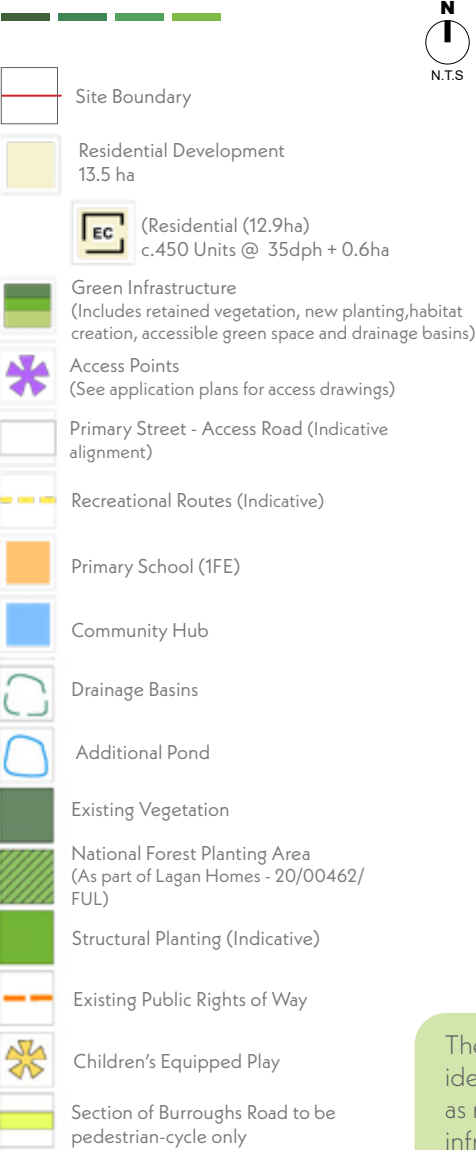 N
N.T.S
Site Boundary
Residential Development
13.5 ha
EC
(Residential (12.9ha)
c.450 Units @ 35dph + 0.6ha
Green Infrastructure
(Includes retained vegetation, new planting,habitat
creation, accessible green space and drainage basins)
Access Points
(See application plans for access drawings)
Primary Street - Access Road (Indicative
alignment)
Recreational Routes (Indicative)
Primary School (1FE)
Community Hub
Drainage Basins
Additional Pond
Existing Vegetation
National Forest Planting Area
(As part of Lagan Homes - 20/00462/
FUL)
Structural Planting (Indicative)
Existing Public Rights of Way
Children's Equipped Play
Section of Burroughs Road to be
pedestrian-cycle only
as